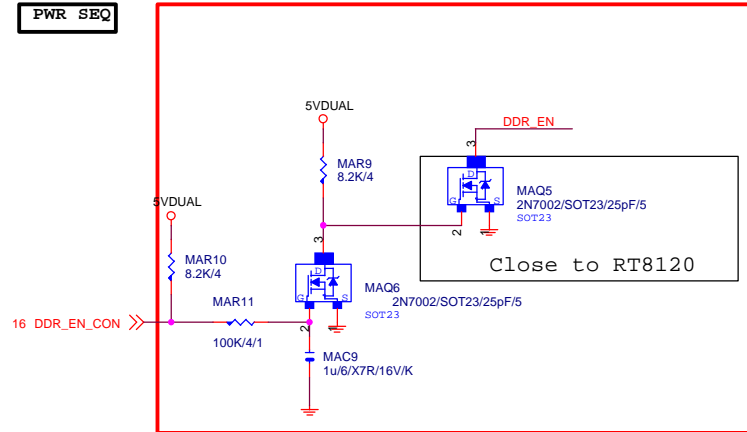 PWR SEQ
5VDUAL
DDR_EN
3
MAR9
8.2K/4
D
G
S
2
1
MAQ5
2N7002/SOT23/25pF/5
SOT23
Close to RT8120
5VDUAL
MAR10
8.2K/4
3
D
G
S
2
1
MAQ6
2N7002/SOT23/25pF/5
SOT23
16 DDR_EN_CON
MAR11
100K/4/1
MAC9
1u/6/X7R/16V/K